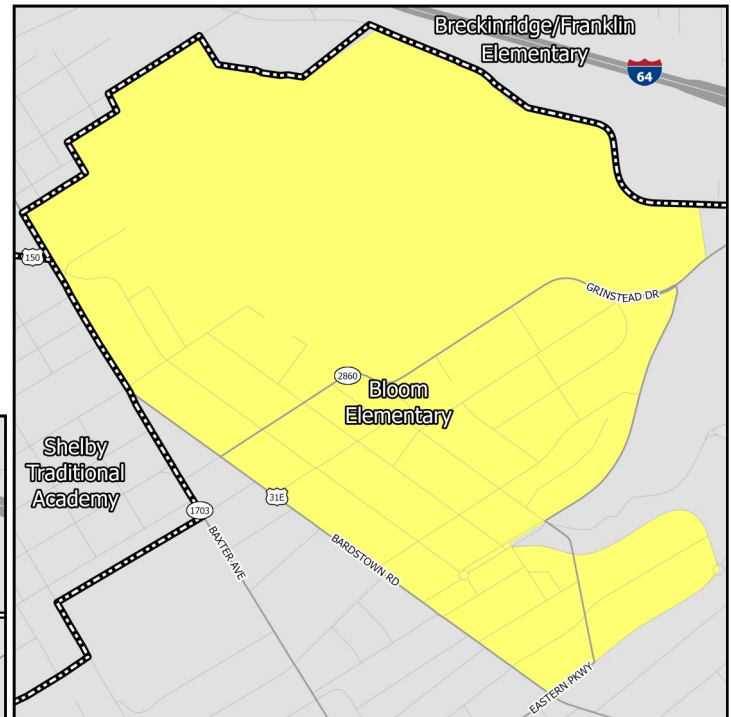 Breckinridge/Franklin
Elementary
64
150
GRINSTEAD DR
2860
Bloom
Elementary
Shelby
Traditional
Academy
31E
1703
BAXTER AVE
BARDSTOWN RD
EASTERN PKWY